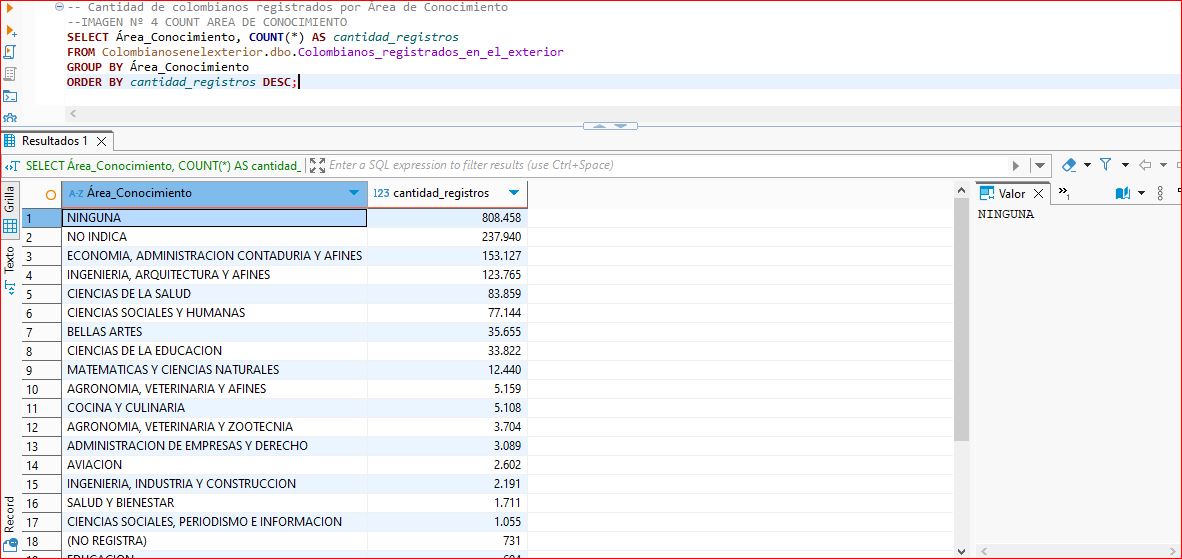 -- Cantidad de colombianos registrados por Área de Conocimiento
--IMAGEN Nº 4 COUNT AREA DE CONOCIMIENTO
SELECT Área_Conocimiento, COUNT(*) AS cantidad_registros
FROM Colombianosenelexterior.dbo.Colombianos_registrados_en_el_exterior
GROUP BY Área_Conocimiento
ORDER BY cantidad_registros DESC;
Resultados 1
SELECT Área_Conocimiento, COUNT(*) AS cantidad_
Enter a SQL expression to filter results (use Ctrl+Space)
Grilla
Texto
Record
A-Z Área_Conocimiento 123 cantidad_registros
1 NINGUNA 808.458
2 NO INDICA 237.940
3 ECONOMIA, ADMINISTRACION CONTADURIA Y AFINES 153.127
4 INGENIERIA, ARQUITECTURA Y AFINES 123.765
5 CIENCIAS DE LA SALUD 83.859
6 CIENCIAS SOCIALES Y HUMANAS 77.144
7 BELLAS ARTES 35.655
8 CIENCIAS DE LA EDUCACION 33.822
9 MATEMATICAS Y CIENCIAS NATURALES 12.440
10 AGRONOMIA, VETERINARIA Y AFINES 5.159
11 COCINA Y CULINARIA 5.108
12 AGRONOMIA, VETERINARIA Y ZOOTECNIA 3.704
13 ADMINISTRACION DE EMPRESAS Y DERECHO 3.089
14 AVIACION 2.602
15 INGENIERIA, INDUSTRIA Y CONSTRUCCION 2.191
16 SALUD Y BIENESTAR 1.711
17 CIENCIAS SOCIALES, PERIODISMO E INFORMACION 1.055
18 (NO REGISTRA) 731
Valor
»1
NINGUNA